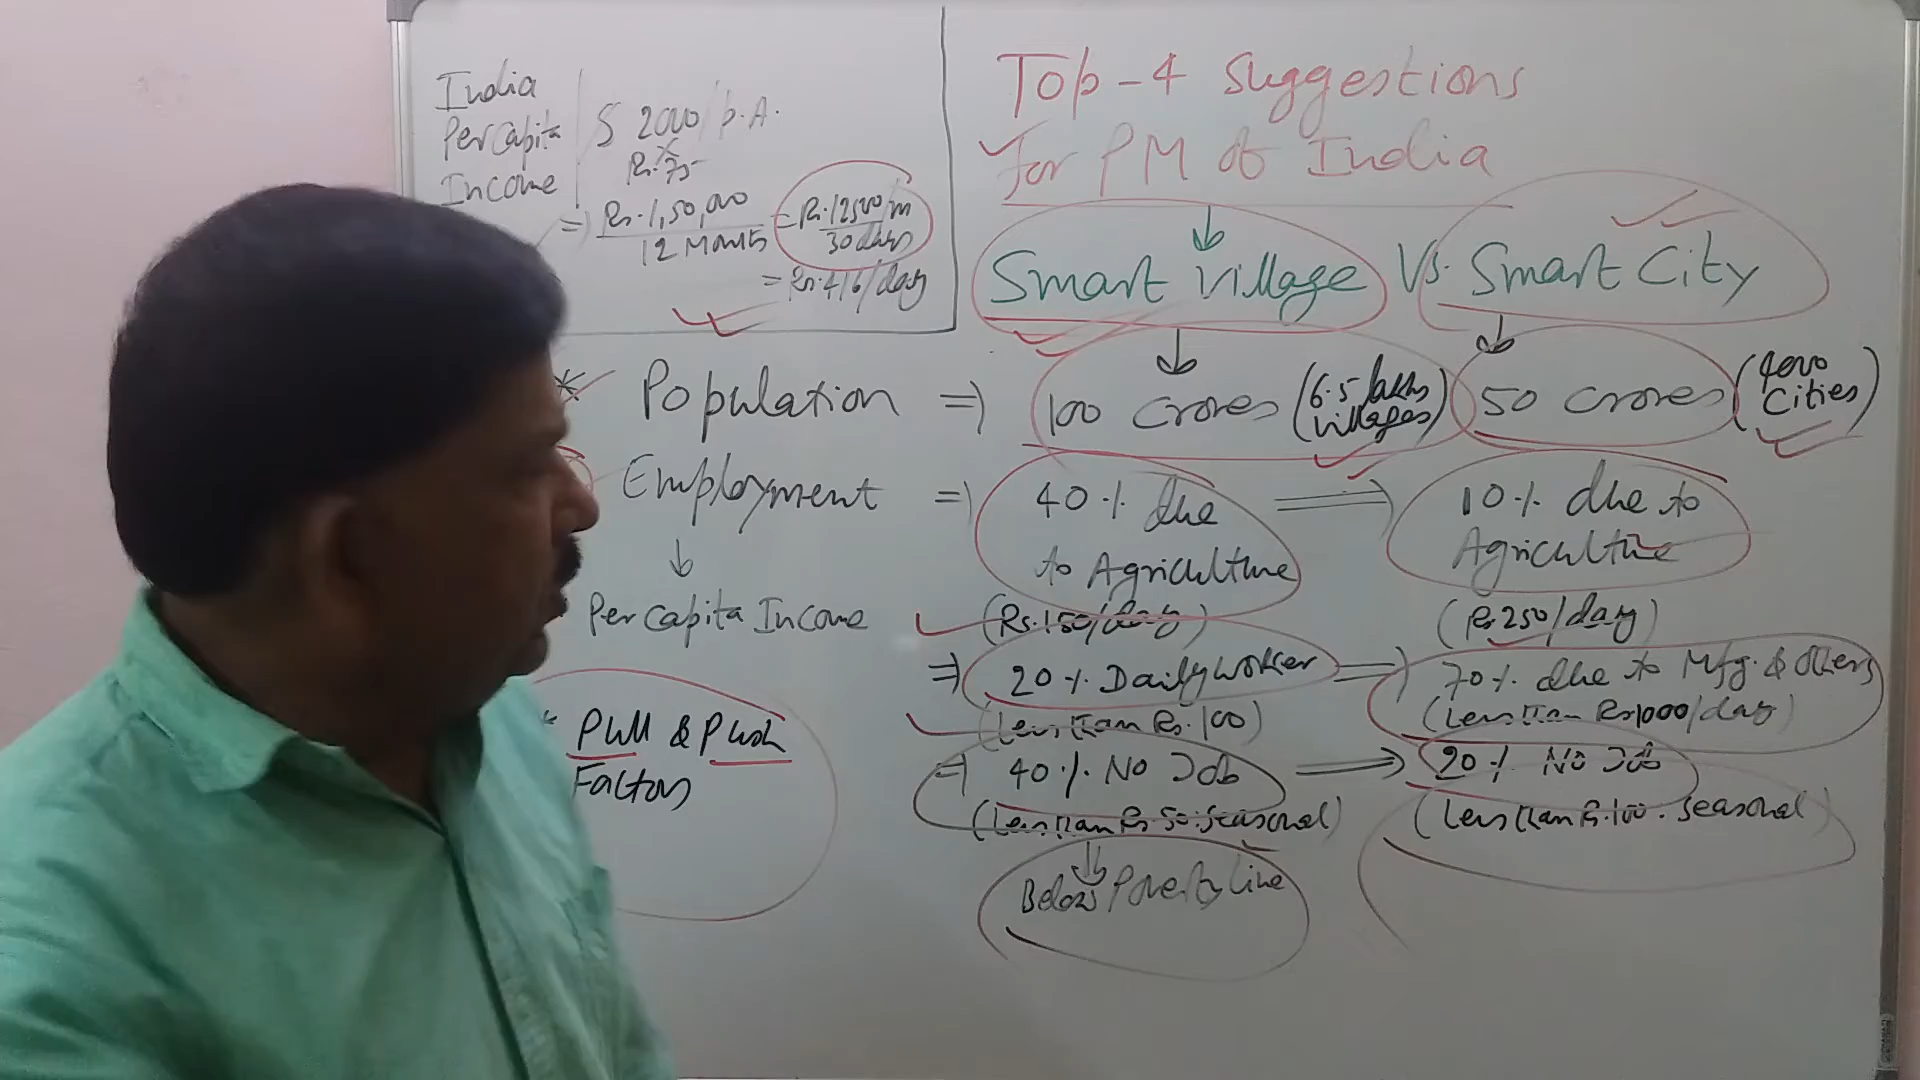 India
Per Capita
Income
$ 2000 / P.A.
x
Rs. 75
=) Rs. 1,50,000 = Rs. 12500/m
12 Months 30 days
= Rs. 416/day
Top-4 Suggestions
for PM of India
Smart Village Vs. Smart City
* Population =) 100 crores (6.5 lakhs villages) 50 crores (4000 Cities)
Employment =) 40% due
to Agriculture
10% due to
Agriculture
Per capita Income (Rs. 150/day) (Rs 250/day)
=) 20% Daily worker =) 70% due to Mfg. & others
(Less than Rs. 100) (Less than Rs 1000/day)
=) 40% No Job 20% No Job
(Less than Rs. 50. Seasonal) (Less than Rs. 100. Seasonal)
Below Poverty Line
* Pull & Push
Factors